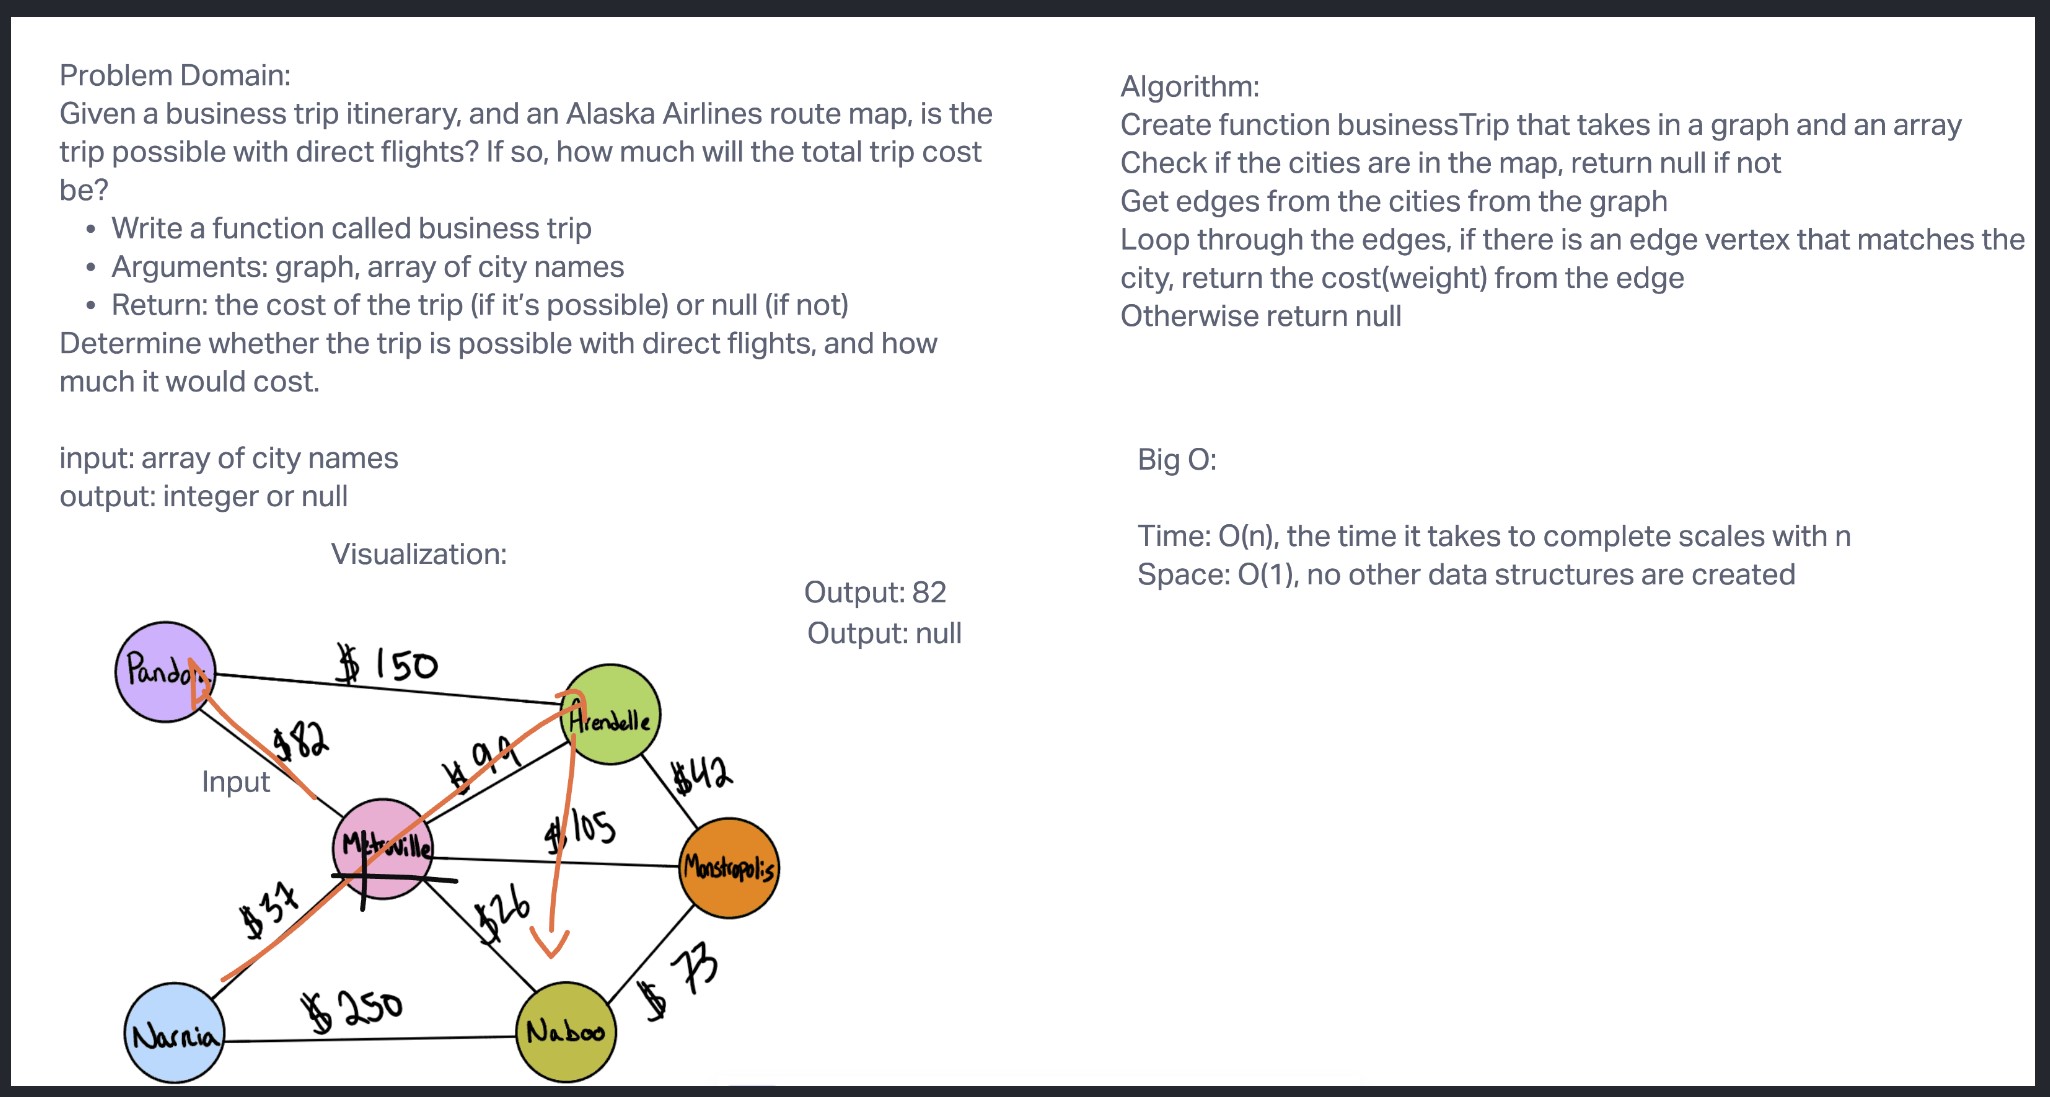 Problem Domain:
Given a business trip itinerary, and an Alaska Airlines route map, is the
trip possible with direct flights? If so, how much will the total trip cost
be?
• Write a function called business trip
• Arguments: graph, array of city names
• Return: the cost of the trip (if it's possible) or null (if not)
Determine whether the trip is possible with direct flights, and how
much it would cost.
input: array of city names
output: integer or null
Visualization:
Output: 82
Output: null
Pandora
$ 150
Arendelle
$82
Input
$99
$42
Metroville
$105
Monstropolis
$37
$26
$ 73
Narnia
$ 250
Naboo
Algorithm:
Create function businessTrip that takes in a graph and an array
Check if the cities are in the map, return null if not
Get edges from the cities from the graph
Loop through the edges, if there is an edge vertex that matches the
city, return the cost(weight) from the edge
Otherwise return null
Big O:
Time: O(n), the time it takes to complete scales with n
Space: O(1), no other data structures are created